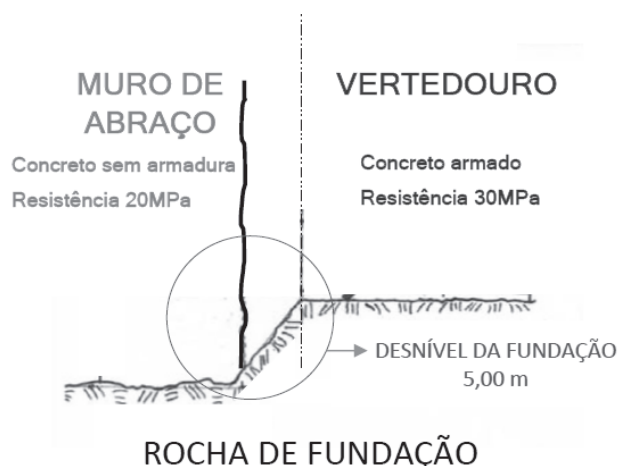 MURO DE
ABRAÇO
Concreto sem armadura
Resistência 20MPa
VERTEDOURO
Concreto armado
Resistência 30MPa
DESNÍVEL DA FUNDAÇÃO
5,00 m
ROCHA DE FUNDAÇÃO